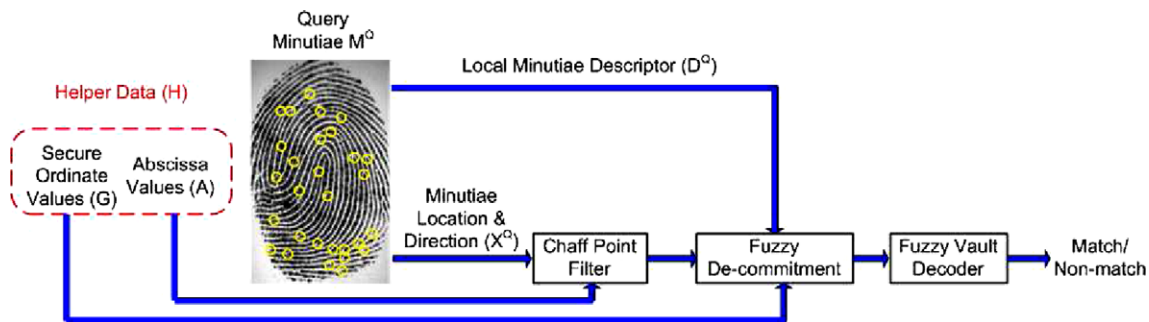 Query
Minutiae M^Q
Local Minutiae Descriptor (D^Q)
Helper Data (H)
Secure
Ordinate
Values (G)
Abscissa
Values (A)
Minutiae
Location &
Direction (X^Q)
Chaff Point
Filter
Fuzzy
De-commitment
Fuzzy Vault
Decoder
Match/
Non-match